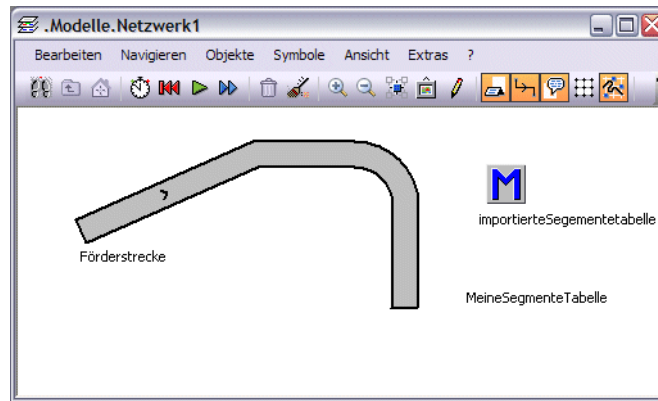 .Modelle.Netzwerk1
Bearbeiten Navigieren Objekte Symbole Ansicht Extras ?
M
importierteSegementetabelle
Förderstrecke
MeineSegmenteTabelle